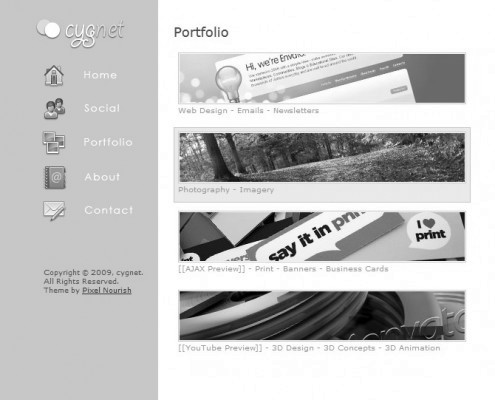 cygnet
Home
Social
Portfolio
About
Contact
Copyright © 2009, cygnet.
All Rights Reserved.
Theme by Pixel Nourish
Portfolio
Hi, we're Envato
Web Design - Emails - Newsletters
Photography - Imagery
say it in print
I print
[[AJAX Preview]] - Print - Banners - Business Cards
envato
[[YouTube Preview]] - 3D Design - 3D Concepts - 3D Animation